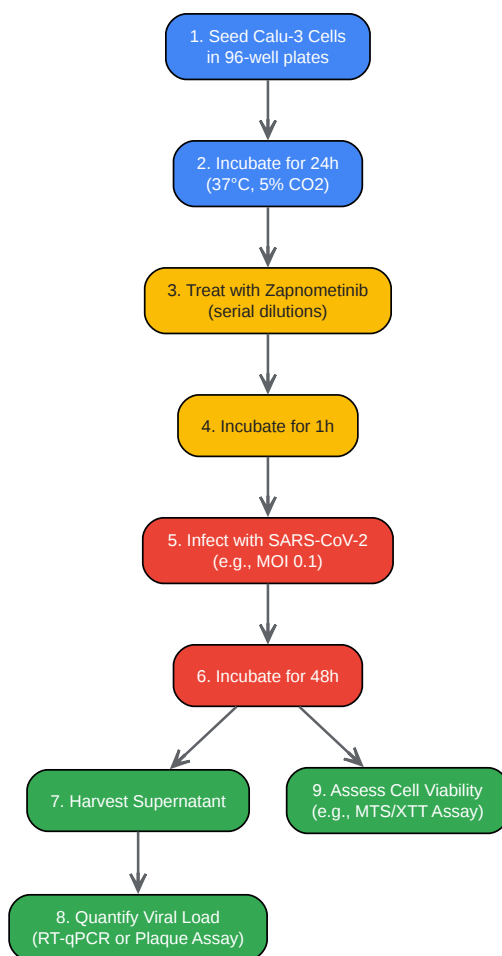 1. Seed Calu-3 Cells
in 96-well plates
2. Incubate for 24h
(37°C, 5% CO2)
3. Treat with Zapnometinib
(serial dilutions)
4. Incubate for 1h
5. Infect with SARS-CoV-2
(e.g., MOI 0.1)
6. Incubate for 48h
7. Harvest Supernatant
9. Assess Cell Viability
(e.g., MTS/XTT Assay)
8. Quantify Viral Load
(RT-qPCR or Plaque Assay)